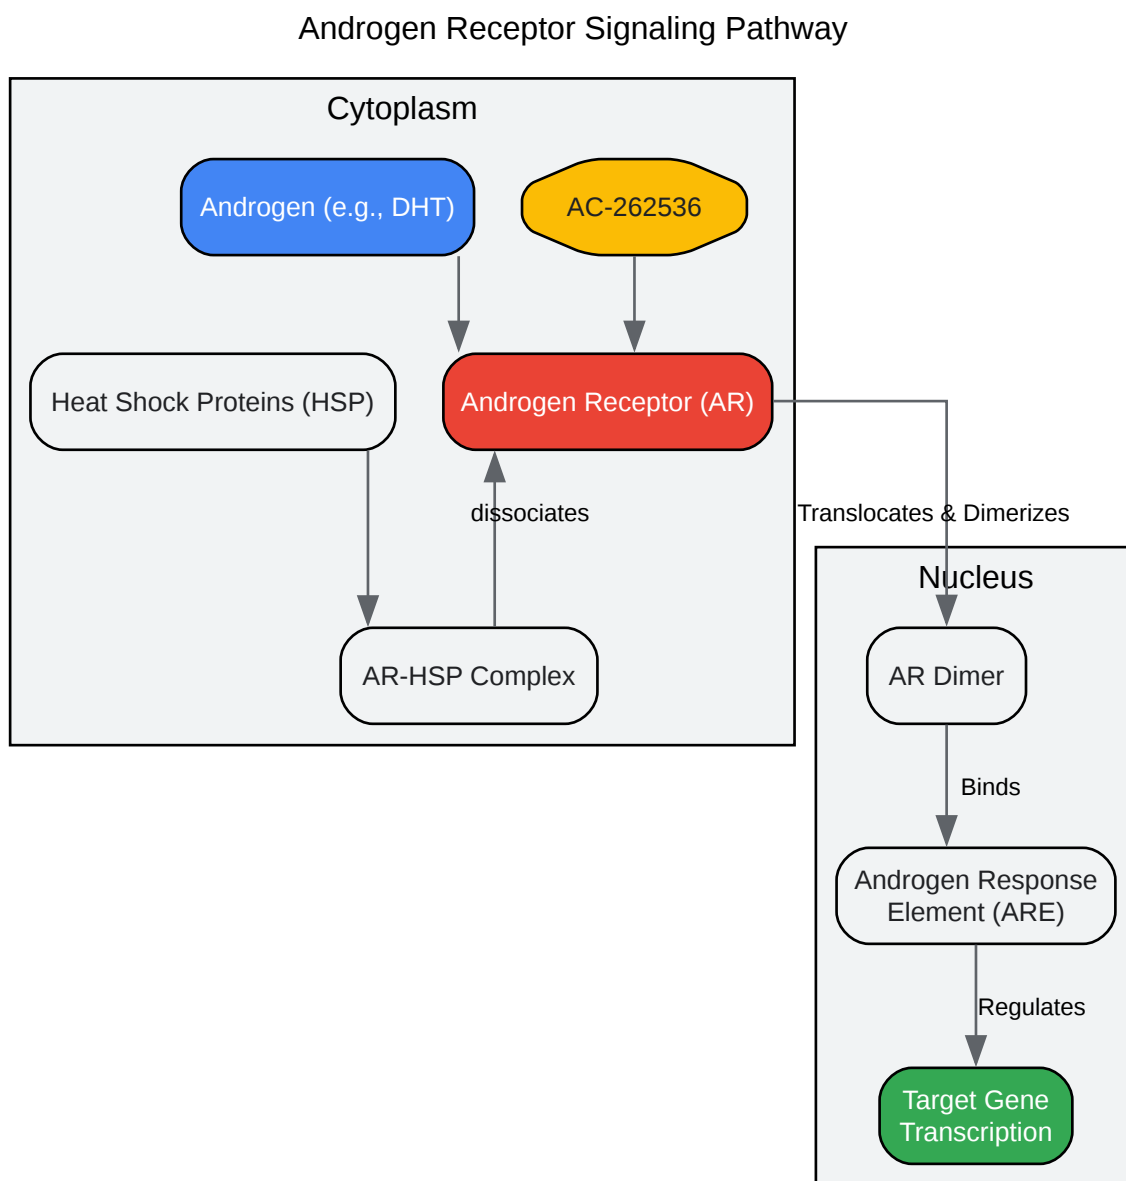 Androgen Receptor Signaling Pathway
Cytoplasm
Androgen (e.g., DHT)
AC-262536
Heat Shock Proteins (HSP)
Androgen Receptor (AR)
dissociates
Translocates & Dimerizes
Nucleus
AR-HSP Complex
AR Dimer
Binds
Androgen Response
Element (ARE)
Regulates
Target Gene
Transcription